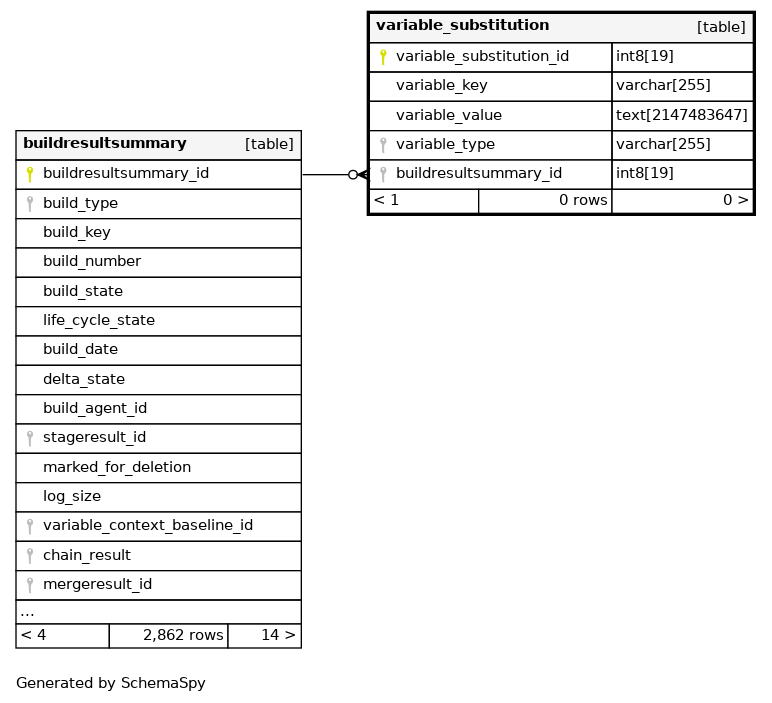 variable_substitution [table]
variable_substitution_id int8[19]
variable_key varchar[255]
variable_value text[2147483647]
variable_type varchar[255]
buildresultsummary_id int8[19]
< 1 0 rows 0 >
buildresultsummary [table]
buildresultsummary_id
build_type
build_key
build_number
build_state
life_cycle_state
build_date
delta_state
build_agent_id
stageresult_id
marked_for_deletion
log_size
variable_context_baseline_id
chain_result
mergeresult_id
...
< 4 2,862 rows 14 >
Generated by SchemaSpy